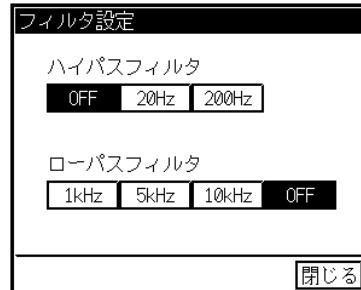 フィルタ設定
ハイパスフィルタ
OFF 20Hz 200Hz
ローパスフィルタ
1kHz 5kHz 10kHz OFF
閉じる